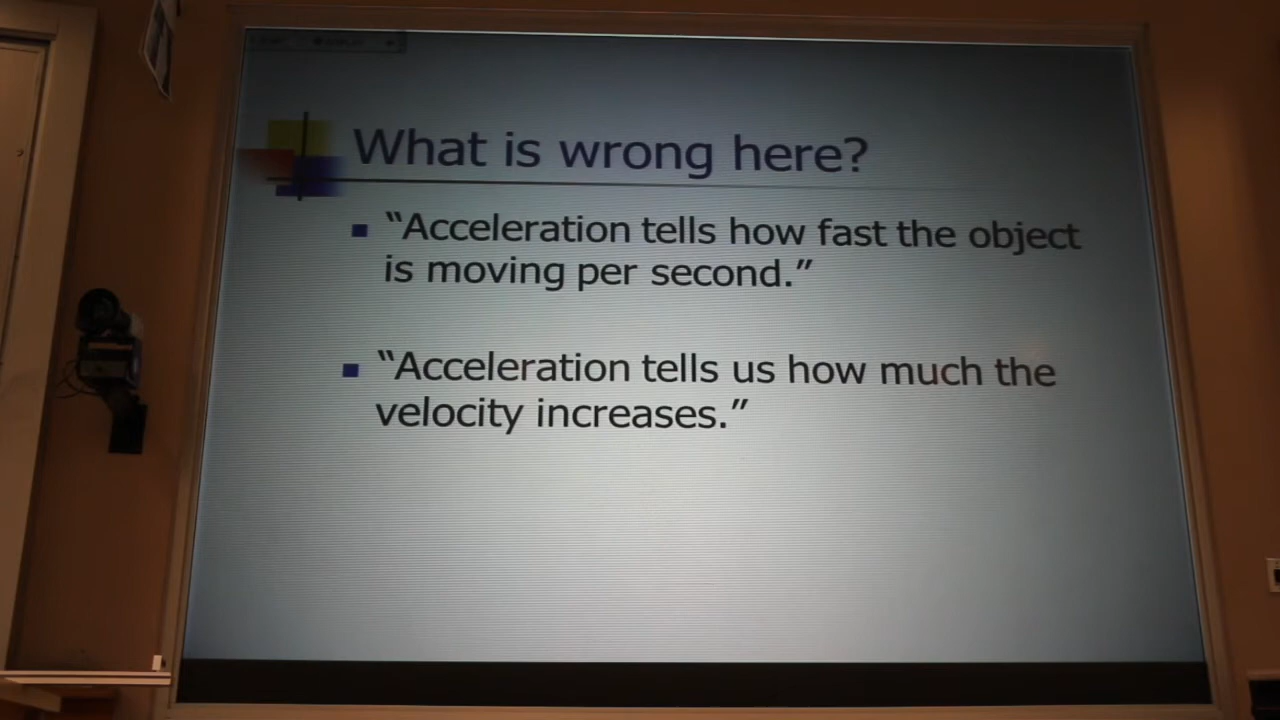 What is wrong here?
“Acceleration tells how fast the object
is moving per second.”
“Acceleration tells us how much the
velocity increases.”